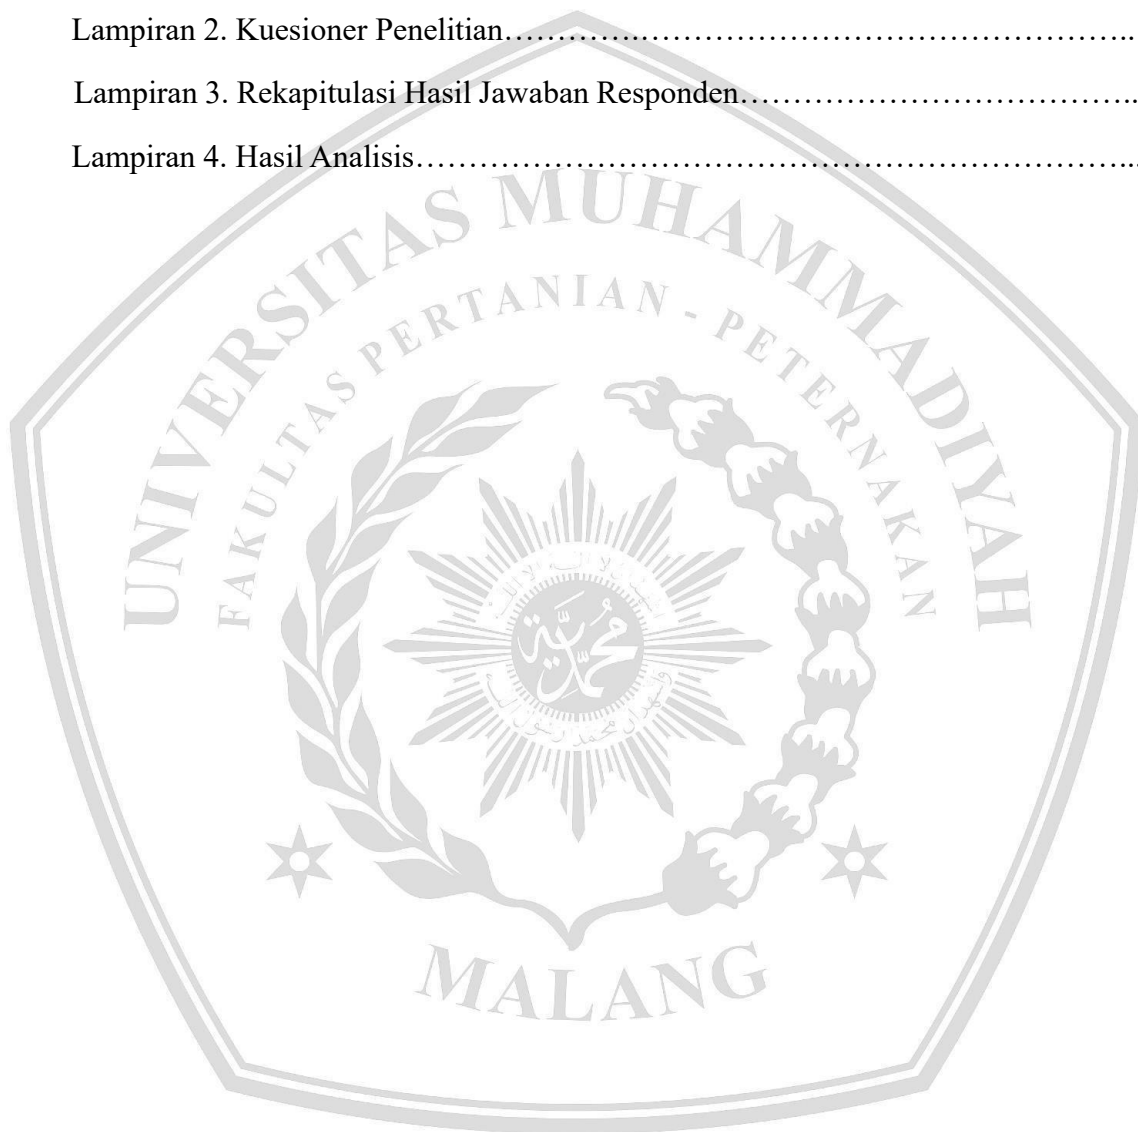 Lampiran 2. Kuesioner Penelitian……….….……………………………………..
Lampiran 3. Rekapitulasi Hasil Jawaban Responden………………………………..
Lampiran 4. Hasil Analisis…………………………………………………………..
UNIVERSITAS MUHAMMADIYAH
FAKULTAS PERTANIAN - PETERNAKAN
محمدية
MALANG